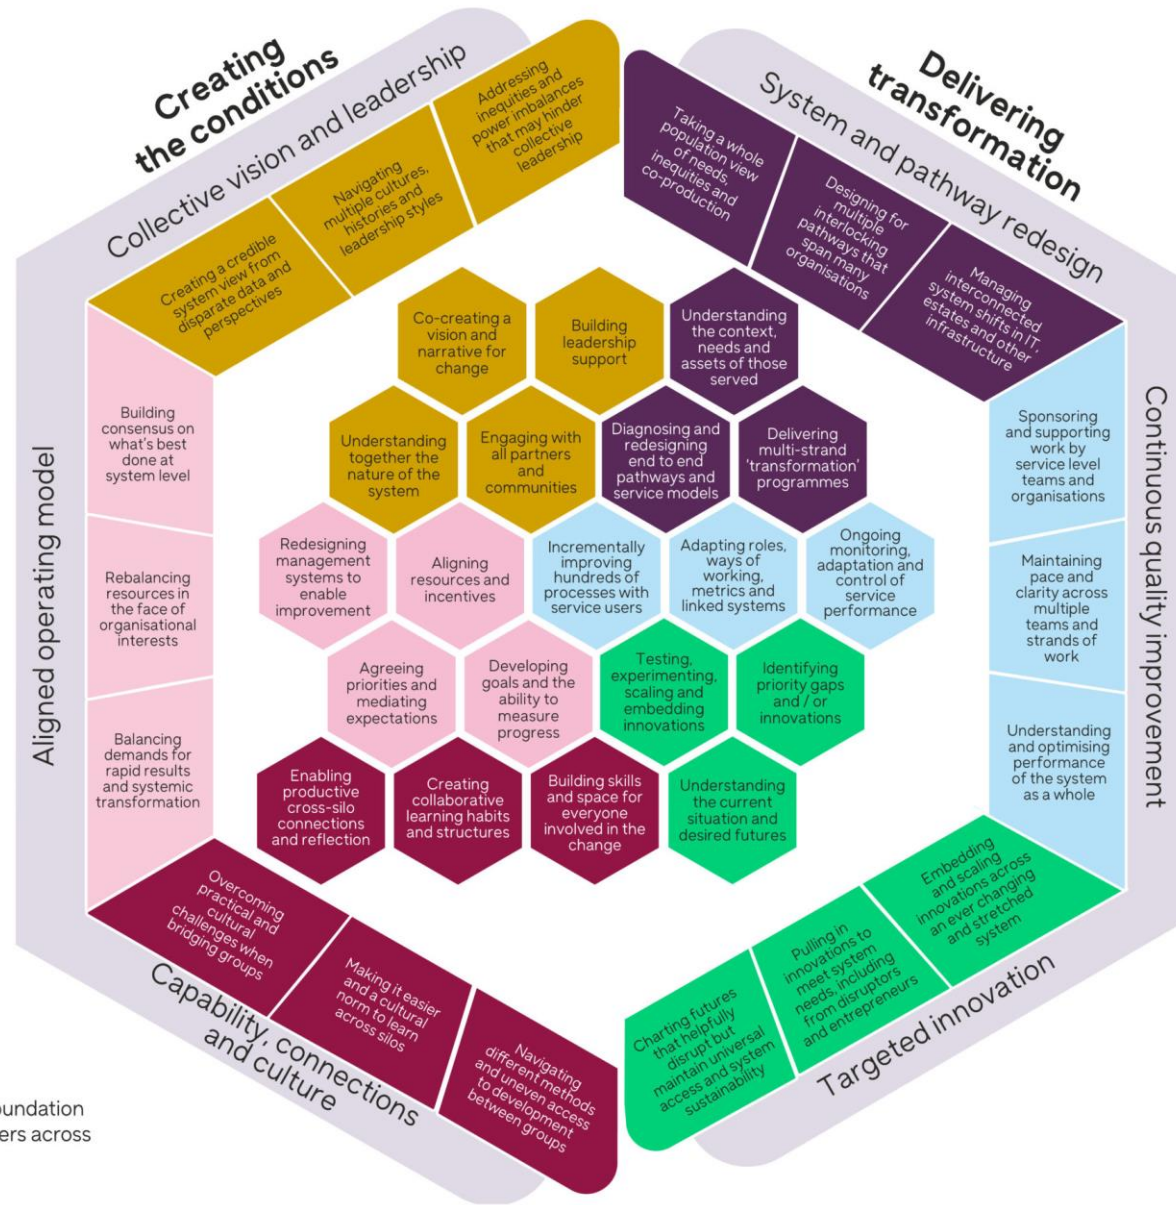 Creating
the conditions
Collective vision and leadership
Creating a credible
system view from
disparate data and
perspectives
Navigating
multiple cultures,
histories and
leadership styles
Addressing
inequities and
power imbalances
that may hinder
collective
leadership
Delivering
transformation
System and pathway redesign
Taking a whole
population view
of needs,
inequities and
co-production
Designing for
multiple
interlocking
pathways that
span many
organisations
Managing
interconnected
system shifts in IT,
estates and other
infrastructure
Aligned operating model
Building
consensus on
what's best
done at
system level
Rebalancing
resources in
the face of
organisational
interests
Balancing
demands for
rapid results
and systemic
transformation
Co-creating a
vision and
narrative for
change
Building
leadership
support
Understanding
the context,
needs and
assets of those
served
Understanding
together the
nature of the
system
Engaging with
all partners
and
communities
Diagnosing and
redesigning
end to end
pathways and
service models
Delivering
multi-strand
'transformation'
programmes
Redesigning
management
systems to
enable
improvement
Aligning
resources and
incentives
Incrementally
improving
hundreds of
processes with
service users
Adapting roles,
ways of
working,
metrics and
linked systems
Ongoing
monitoring,
adaptation and
control of
service
performance
Agreeing
priorities and
mediating
expectations
Developing
goals and the
ability to
measure
progress
Testing,
experimenting,
scaling and
embedding
innovations
Identifying
priority gaps
and / or
innovations
Enabling
productive
cross-silo
connections
and reflection
Creating
collaborative
learning habits
and structures
Building skills
and space for
everyone
involved in the
change
Understanding
the current
situation and
desired futures
Continuous quality improvement
Sponsoring
and supporting
work by
service level
teams and
organisations
Maintaining
pace and
clarity across
multiple
teams and
strands of
work
Understanding
and optimising
performance
of the system
as a whole
Capability, connections
and culture
Overcoming
practical and
cultural
challenges when
bridging groups
Making it easier
and a cultural
norm to learn
across silos
Navigating
different methods
and uneven access
to development
between groups
Targeted innovation
Charting futures
that helpfully
disrupt but
maintain universal
access and system
sustainability
Pulling in
innovations to
meet system
needs, including
from disruptors
and entrepreneurs
Embedding
and scaling
innovations across
an ever changing
and stretched
system
oundation
ers across